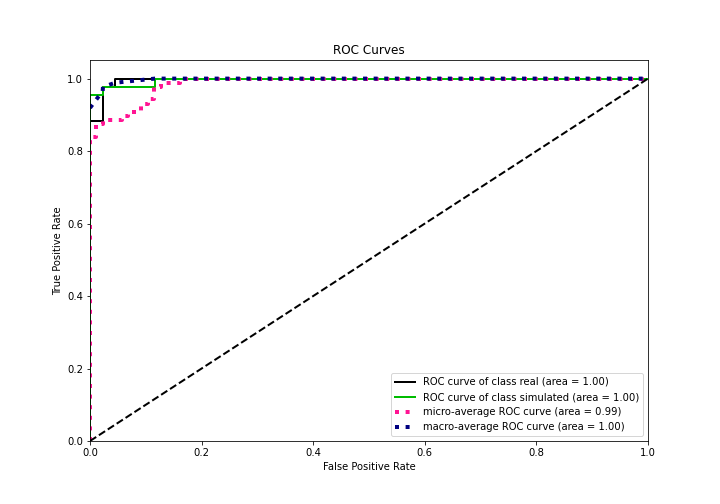 ROC Curves
True Positive Rate
1.0
0.8
0.6
0.4
0.2
0.0
0.0 0.2 0.4 0.6 0.8 1.0
False Positive Rate
ROC curve of class real (area = 1.00)
ROC curve of class simulated (area = 1.00)
micro-average ROC curve (area = 0.99)
macro-average ROC curve (area = 1.00)